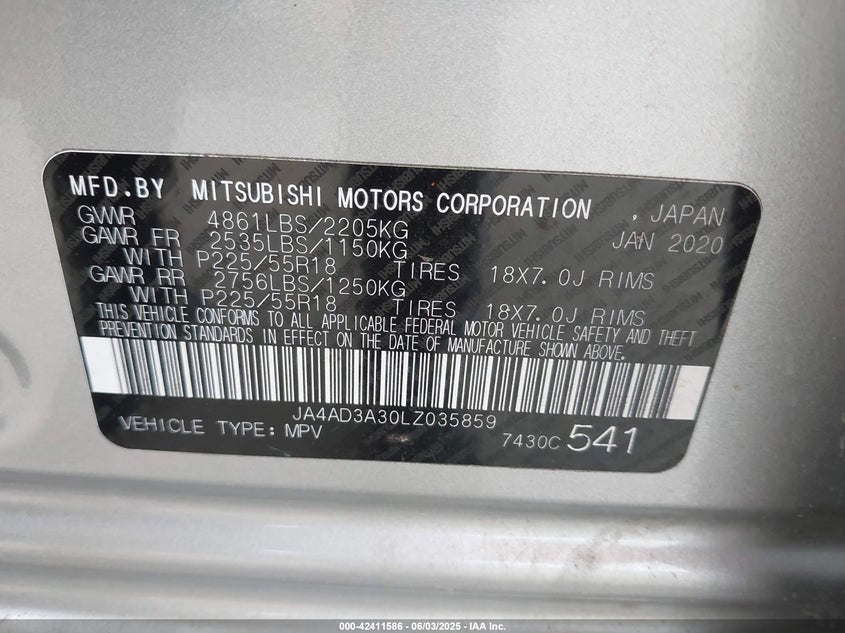 MFD.BY MITSUBISHI MOTORS CORPORATION , JAPAN
GVWR 4861LBS/2205KG JAN 2020
GAWR FR 2535LBS/1150KG
WITH P225/55R18 TIRES 18X7.0J RIMS
GAWR RR 2756LBS/1250KG
WITH P225/55R18 TIRES 18X7.0J RIMS
THIS VEHICLE CONFORMS TO ALL APPLICABLE FEDERAL MOTOR VEHICLE SAFETY AND THEFT
PREVENTION STANDARDS IN EFFECT ON THE DATE OF MANUFACTURE SHOWN ABOVE.
JA4AD3A30LZ035859
VEHICLE TYPE: MPV 7430C 541
000-42411586 - 06/03/2025 - IAA Inc.